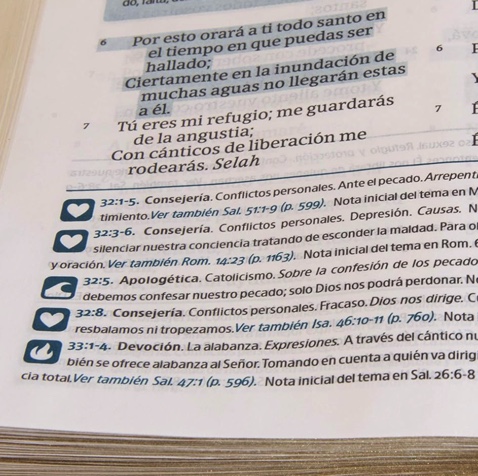 6 Por esto orará a ti todo santo en
el tiempo en que puedas ser
hallado;
Ciertamente en la inundación de
muchas aguas no llegarán estas
a él.
7 Tú eres mi refugio; me guardarás
de la angustia;
Con cánticos de liberación me
rodearás. Selah
6
7
32:1-5. Consejería. Conflictos personales. Ante el pecado. Arrepenti
timiento. Ver también Sal. 51:1-9 (p. 599). Nota inicial del tema en M
32:3-6. Consejería. Conflictos personales. Depresión. Causas. N
silenciar nuestra conciencia tratando de esconder la maldad. Para o
y oración. Ver también Rom. 14:23 (p. 1163). Nota inicial del tema en Rom. 6
32:5. Apologética. Catolicismo. Sobre la confesión de los pecado
debemos confesar nuestro pecado; solo Dios nos podrá perdonar. N
32:8. Consejería. Conflictos personales. Fracaso. Dios nos dirige. C
resbalamos ni tropezamos. Ver también Isa. 46:10-11 (p. 760). Nota
33:1-4. Devoción. La alabanza. Expresiones. A través del cántico nu
bién se ofrece alabanza al Señor. Tomando en cuenta a quién va dirig
cia total. Ver también Sal. 47:1 (p. 596). Nota inicial del tema en Sal. 26:6-8